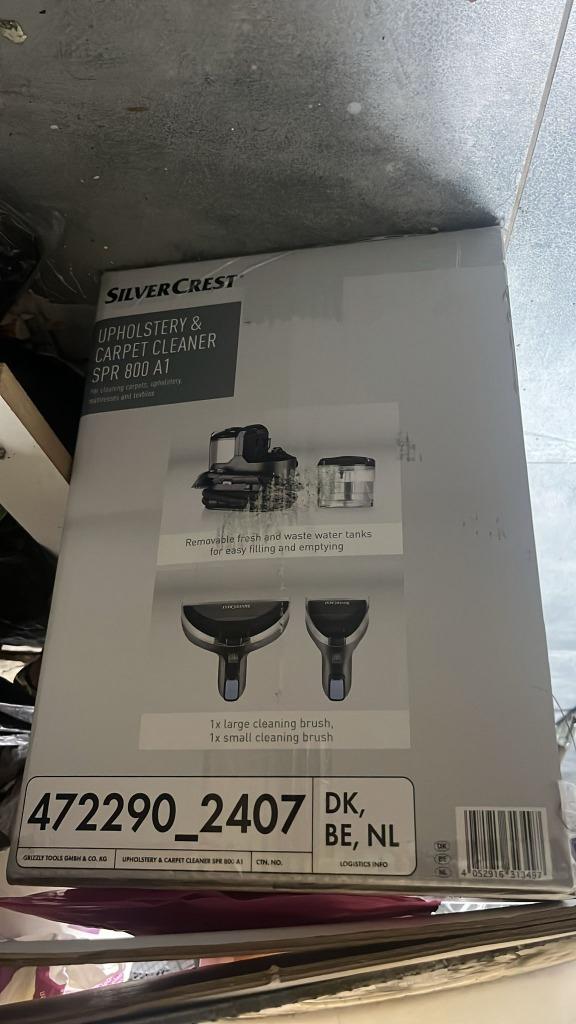 SILVERCREST®
UPHOLSTERY &
CARPET CLEANER
SPR 800 A1
For cleaning carpets, upholstery,
mattresses and textiles
Removable fresh and waste water tanks
for easy filling and emptying
SILVERCREST
SILVERCREST
1x large cleaning brush,
1x small cleaning brush
472290_2407
DK,
BE, NL
GRIZZLY TOOLS GMBH & CO. KG
UPHOLSTERY & CARPET CLEANER SPR 800 A1
CTN. NO.
LOGISTICS INFO
DK
BE
NL
4 052916 313497